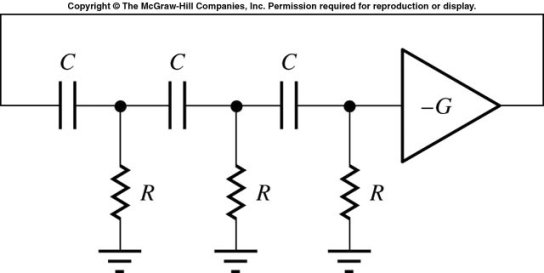 Copyright © The McGraw-Hill Companies, Inc. Permission required for reproduction or display.
C C C
–G
R R R